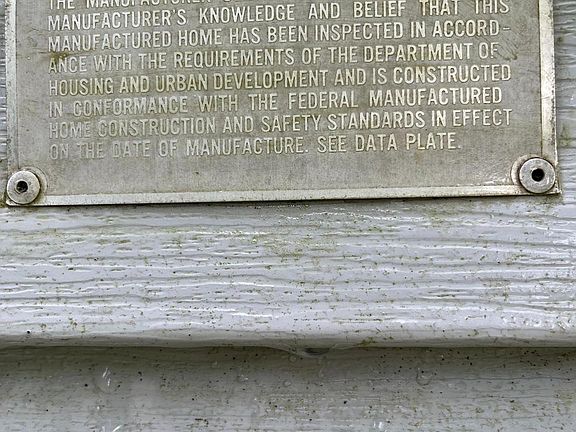 THE MANUFACTURER
MANUFACTURER'S KNOWLEDGE AND BELIEF THAT THIS
MANUFACTURED HOME HAS BEEN INSPECTED IN ACCORD-
ANCE WITH THE REQUIREMENTS OF THE DEPARTMENT OF
HOUSING AND URBAN DEVELOPMENT AND IS CONSTRUCTED
IN CONFORMANCE WITH THE FEDERAL MANUFACTURED
HOME CONSTRUCTION AND SAFETY STANDARDS IN EFFECT
ON THE DATE OF MANUFACTURE. SEE DATA PLATE.